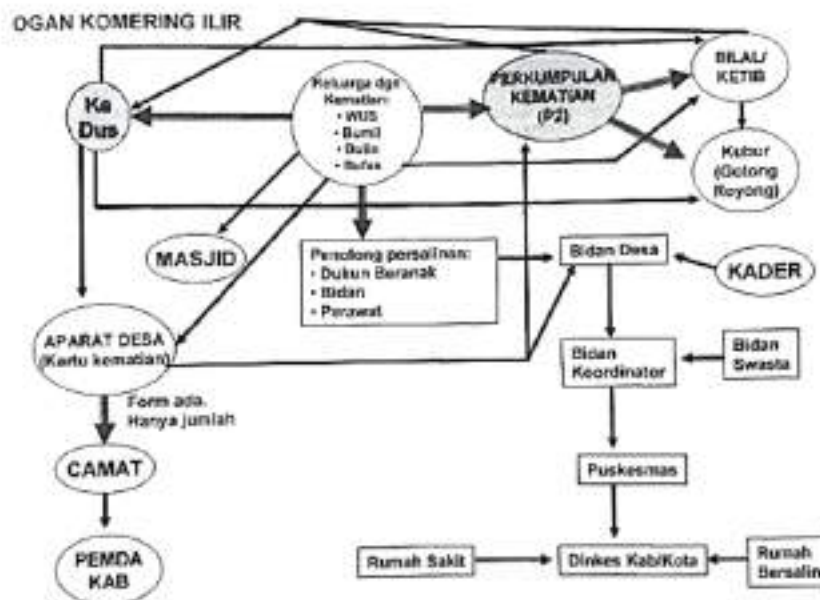 OGAN KOMERING ILIR
Ka
Dus
Keluarga dgn
Kematian:
• WUS
• Bumil
• Bulin
• Bufas
PERKUMPULAN
KEMATIAN
(P2)
BILAL/
KETIB
Kubur
(Gotong
Royong)
MASJID
Penolong persalinan:
• Dukun Beranak
• Bidan
• Perawat
Bidan Desa
KADER
APARAT DESA
(Kartu kematian)
Bidan
Koordinator
Bidan
Swasta
Form ada.
Hanya jumlah
CAMAT
Puskesmas
PEMDA
KAB
Rumah Sakit
Dinkes Kab/Kota
Rumah
Bersalin